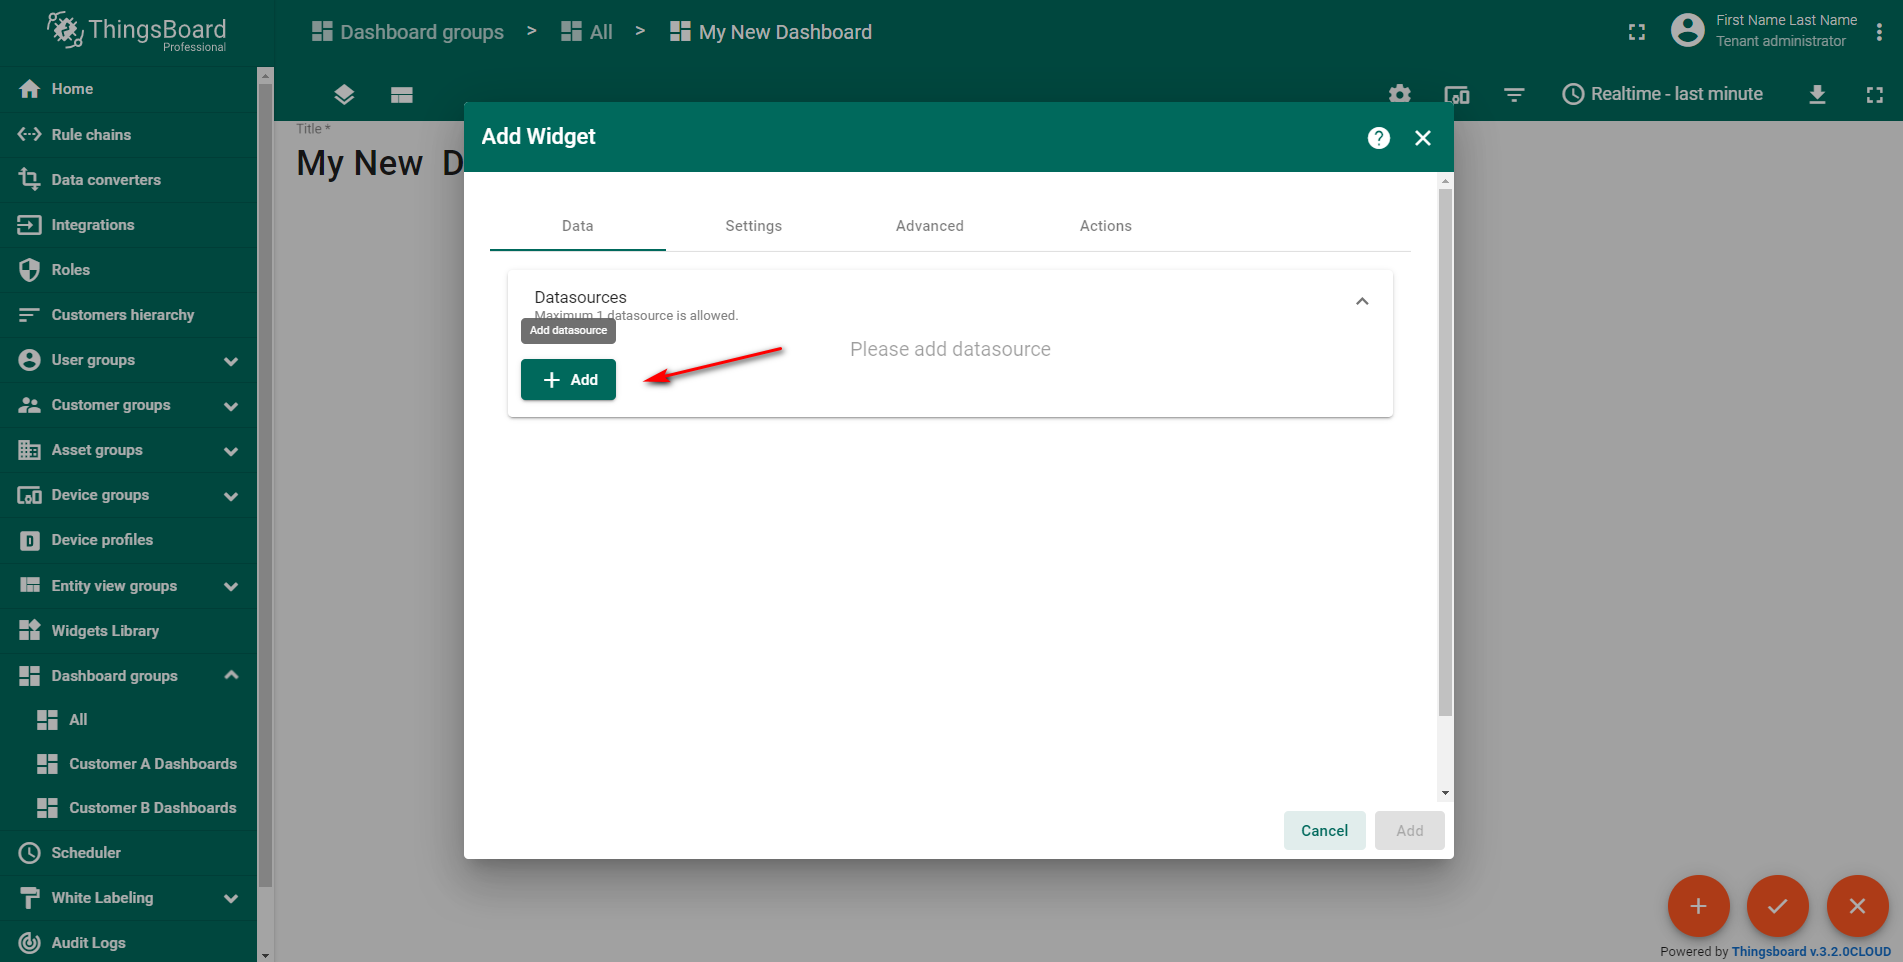 ThingsBoard
Professional
Dashboard groups > All > My New Dashboard
First Name Last Name
Tenant administrator
Realtime - last minute
Home
Rule chains
Data converters
Integrations
Roles
Customers hierarchy
User groups
Customer groups
Asset groups
Device groups
Device profiles
Entity view groups
Widgets Library
Dashboard groups
All
Customer A Dashboards
Customer B Dashboards
Scheduler
White Labeling
Audit Logs
Title *
My New D
Add Widget
Data Settings Advanced Actions
Datasources
Maximum 1 datasource is allowed.
Add datasource
Please add datasource
+ Add
Cancel Add
Powered by Thingsboard v.3.2.0CLOUD